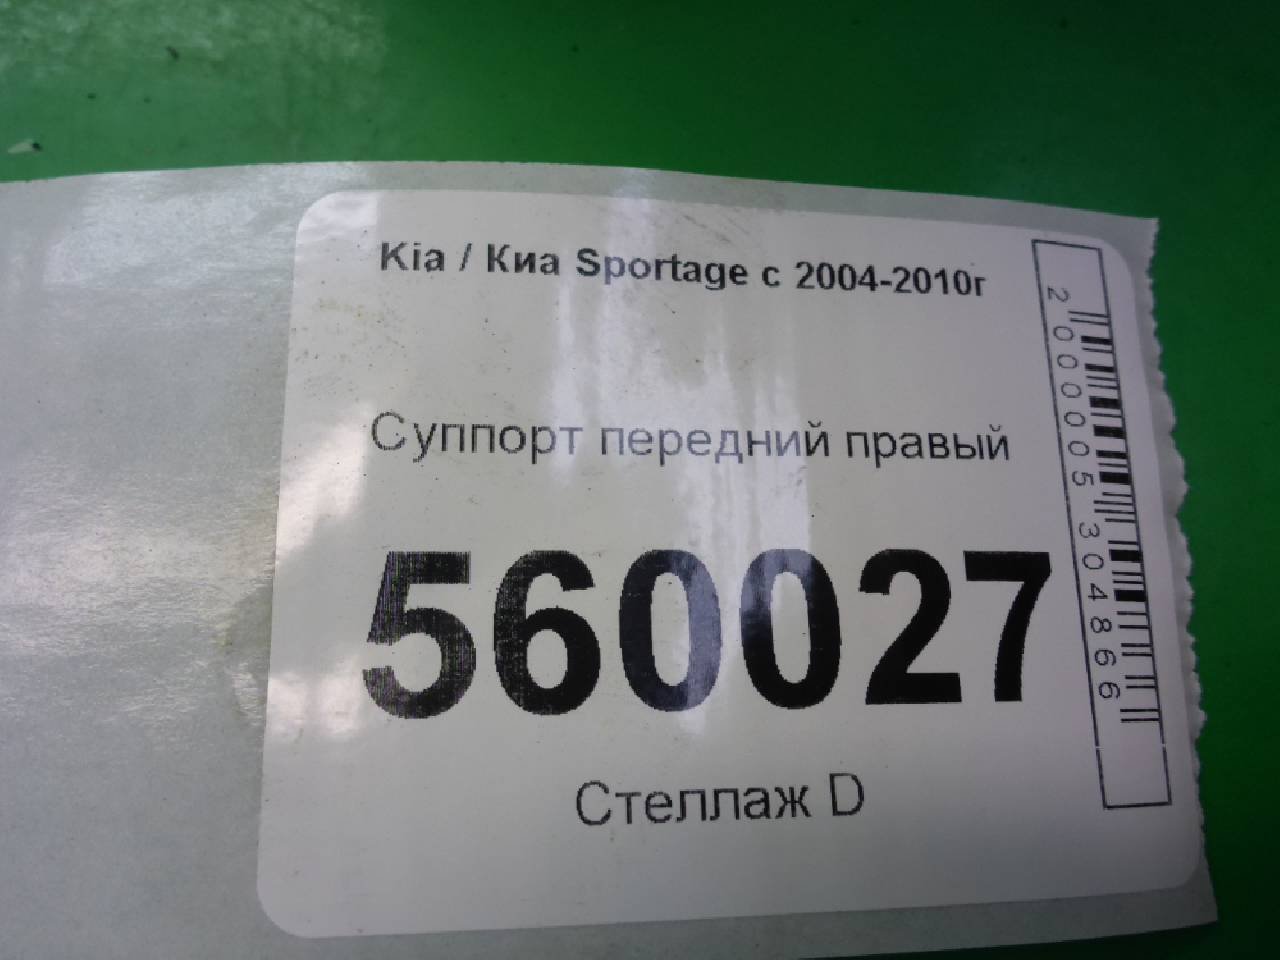 Kia / Киа Sportage с 2004-2010г
Суппорт передний правый
560027
Стеллаж D
2000005304866